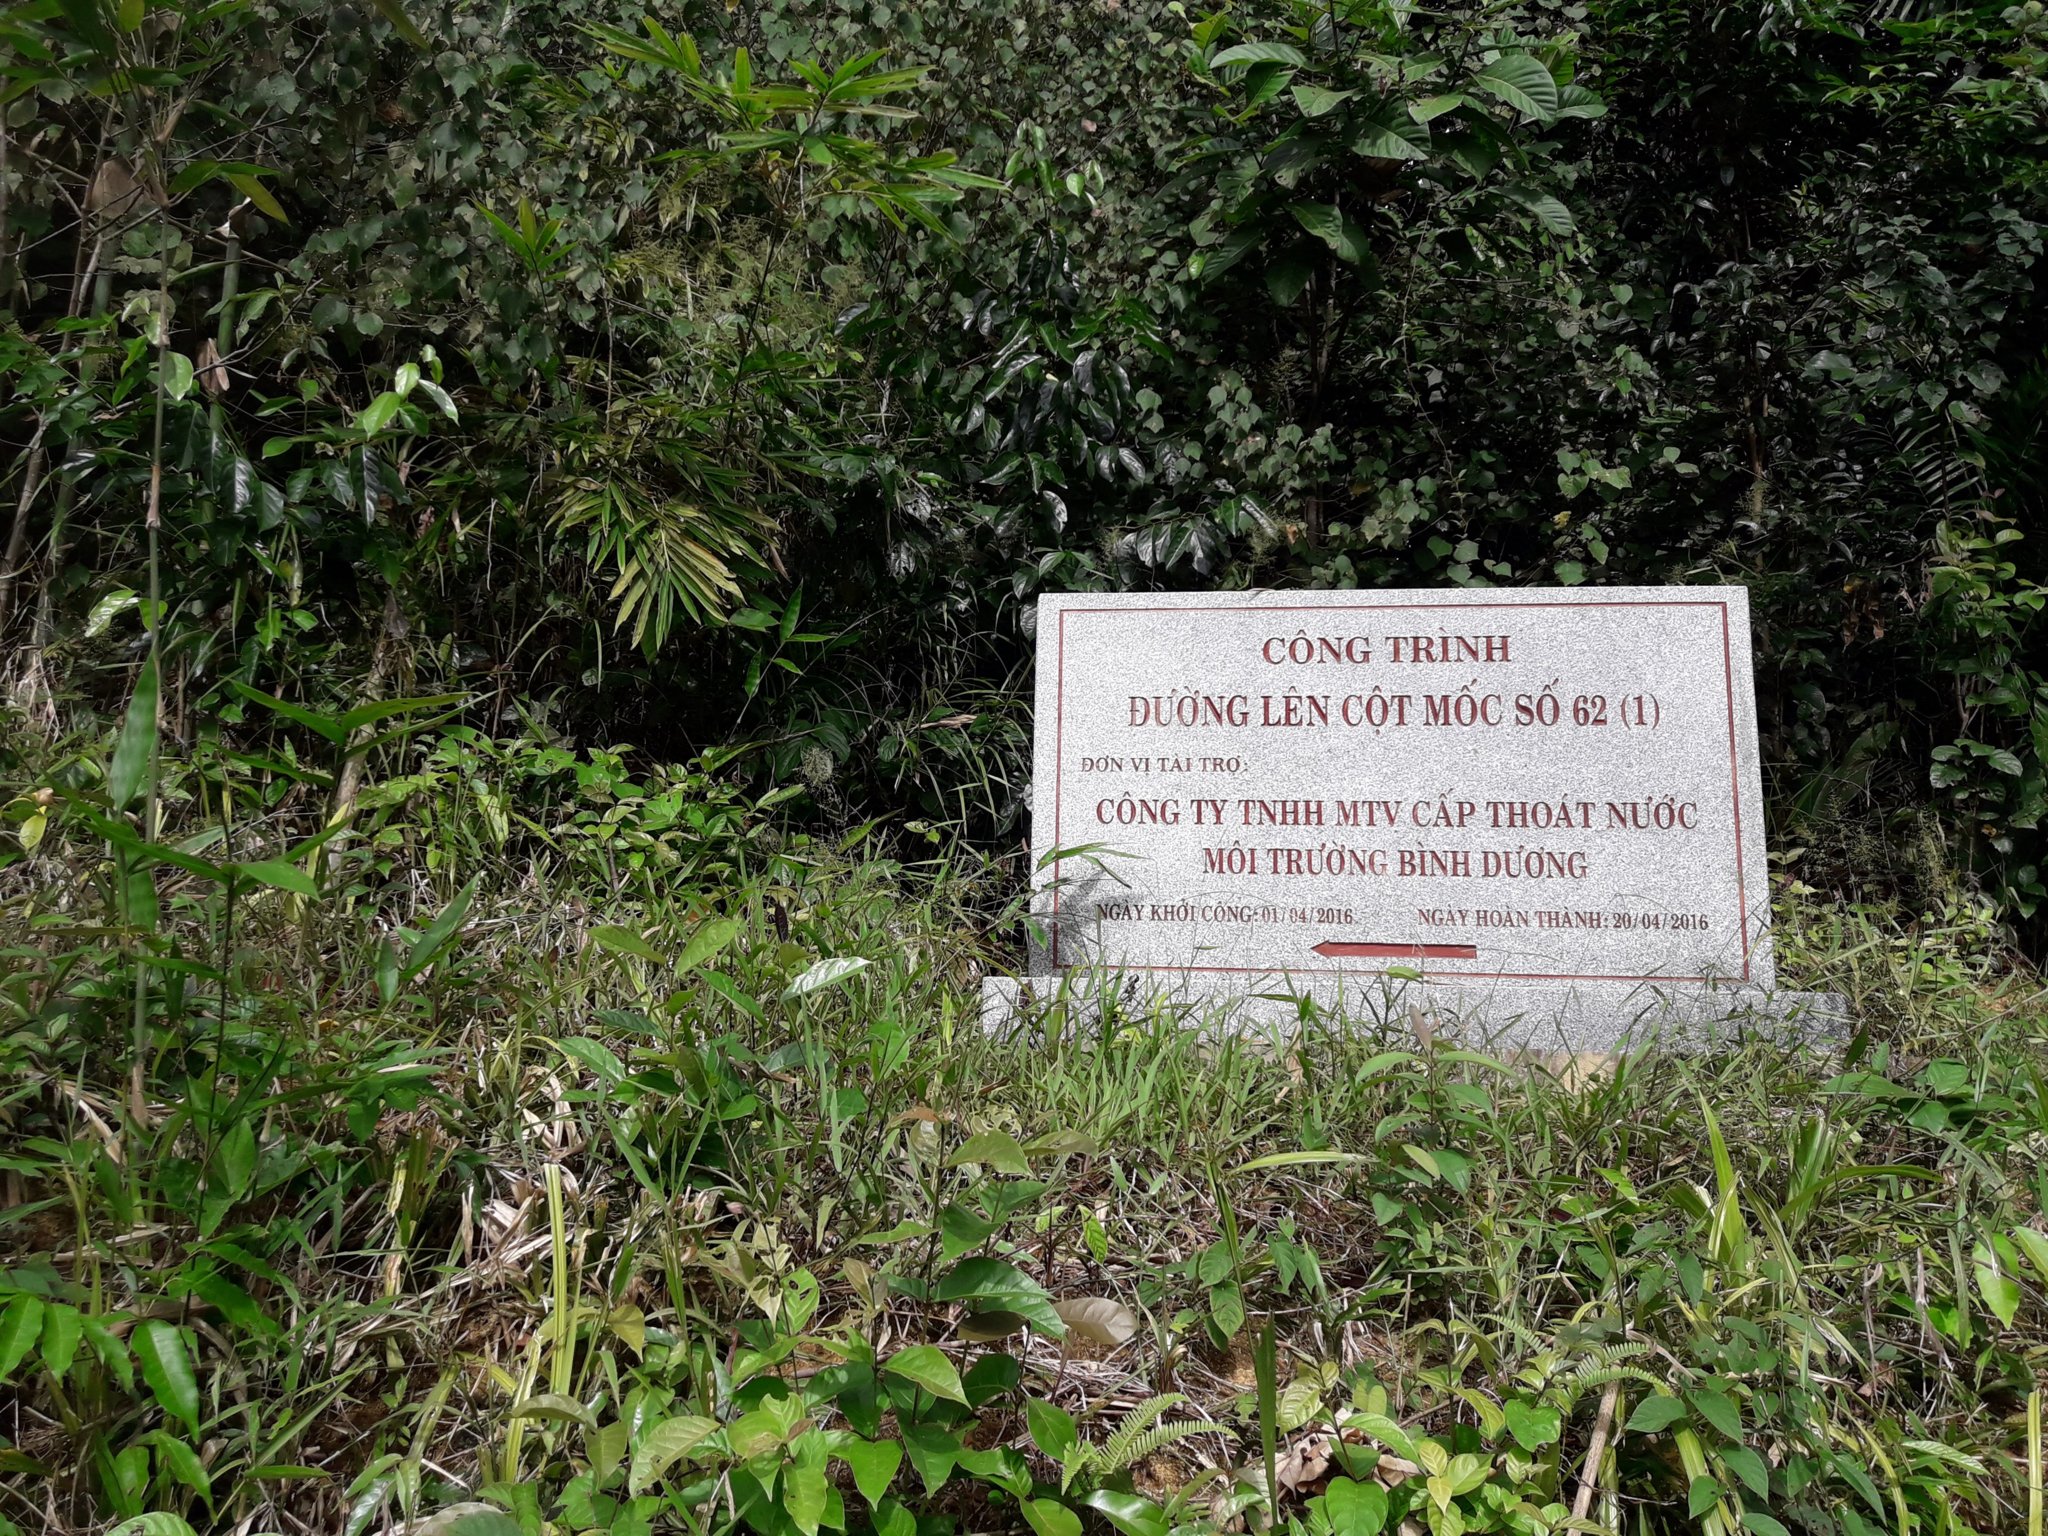 CÔNG TRÌNH
ĐƯỜNG LÊN CỘT MỐC SỐ 62 (1)
ĐƠN VỊ TÀI TRỢ:
CÔNG TY TNHH MTV CẤP THOÁT NƯỚC
MÔI TRƯỜNG BÌNH DƯƠNG
NGÀY KHỞI CÔNG: 01/04/2016 NGÀY HOÀN THÀNH: 20/04/2016